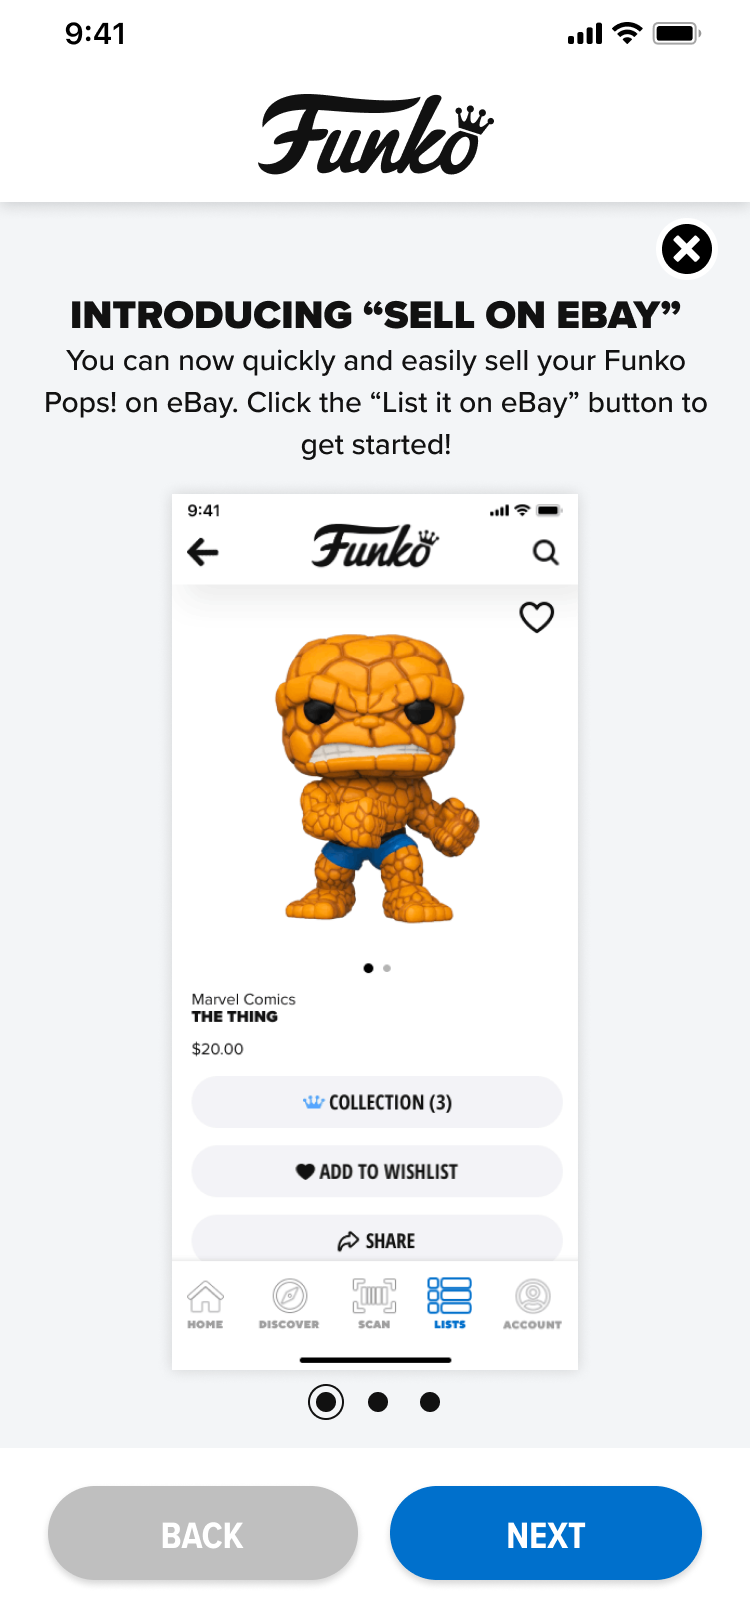 9:41
Funko
INTRODUCING “SELL ON EBAY”
You can now quickly and easily sell your Funko
Pops! on eBay. Click the “List it on eBay” button to
get started!
9:41
Funko
Marvel Comics
THE THING
$20.00
COLLECTION (3)
ADD TO WISHLIST
SHARE
HOME DISCOVER SCAN LISTS ACCOUNT
BACK NEXT